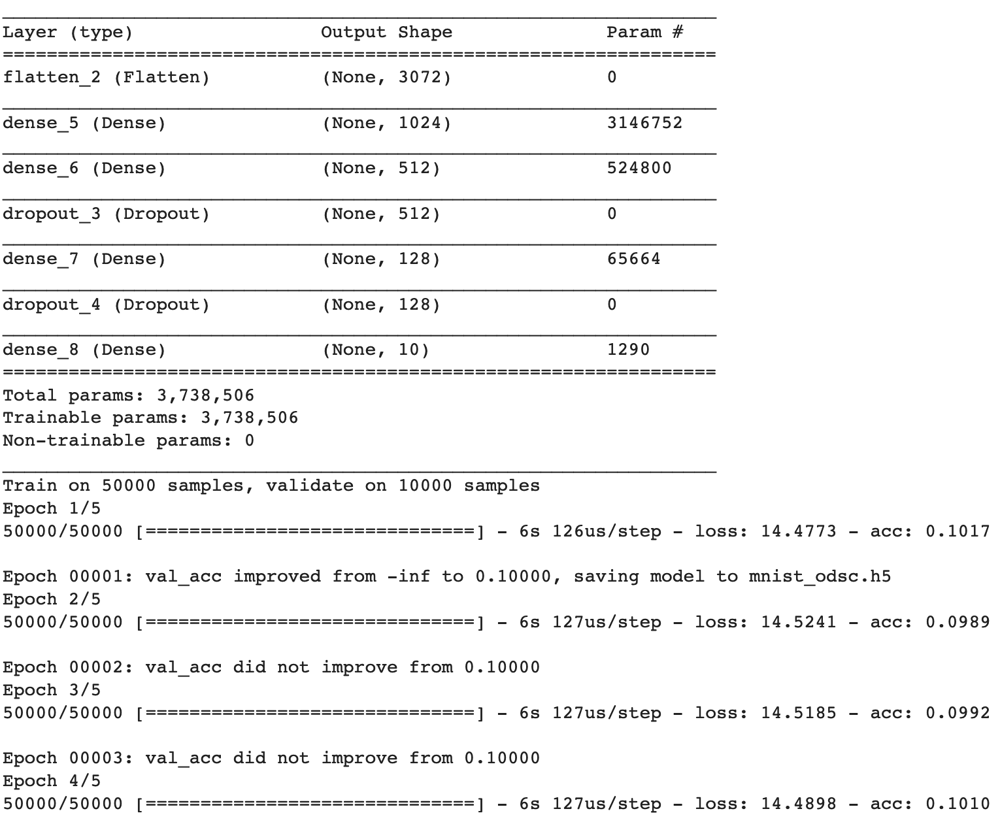 _________________________________________________________________
Layer (type)                 Output Shape              Param #
=================================================================
flatten_2 (Flatten)          (None, 3072)              0
_________________________________________________________________
dense_5 (Dense)              (None, 1024)              3146752
_________________________________________________________________
dense_6 (Dense)              (None, 512)               524800
_________________________________________________________________
dropout_3 (Dropout)          (None, 512)               0
_________________________________________________________________
dense_7 (Dense)              (None, 128)               65664
_________________________________________________________________
dropout_4 (Dropout)          (None, 128)               0
_________________________________________________________________
dense_8 (Dense)              (None, 10)                1290
=================================================================
Total params: 3,738,506
Trainable params: 3,738,506
Non-trainable params: 0
_________________________________________________________________
Train on 50000 samples, validate on 10000 samples
Epoch 1/5
50000/50000 [==============================] - 6s 126us/step - loss: 14.4773 - acc: 0.1017

Epoch 00001: val_acc improved from -inf to 0.10000, saving model to mnist_odsc.h5
Epoch 2/5
50000/50000 [==============================] - 6s 127us/step - loss: 14.5241 - acc: 0.0989

Epoch 00002: val_acc did not improve from 0.10000
Epoch 3/5
50000/50000 [==============================] - 6s 127us/step - loss: 14.5185 - acc: 0.0992

Epoch 00003: val_acc did not improve from 0.10000
Epoch 4/5
50000/50000 [==============================] - 6s 127us/step - loss: 14.4898 - acc: 0.1010